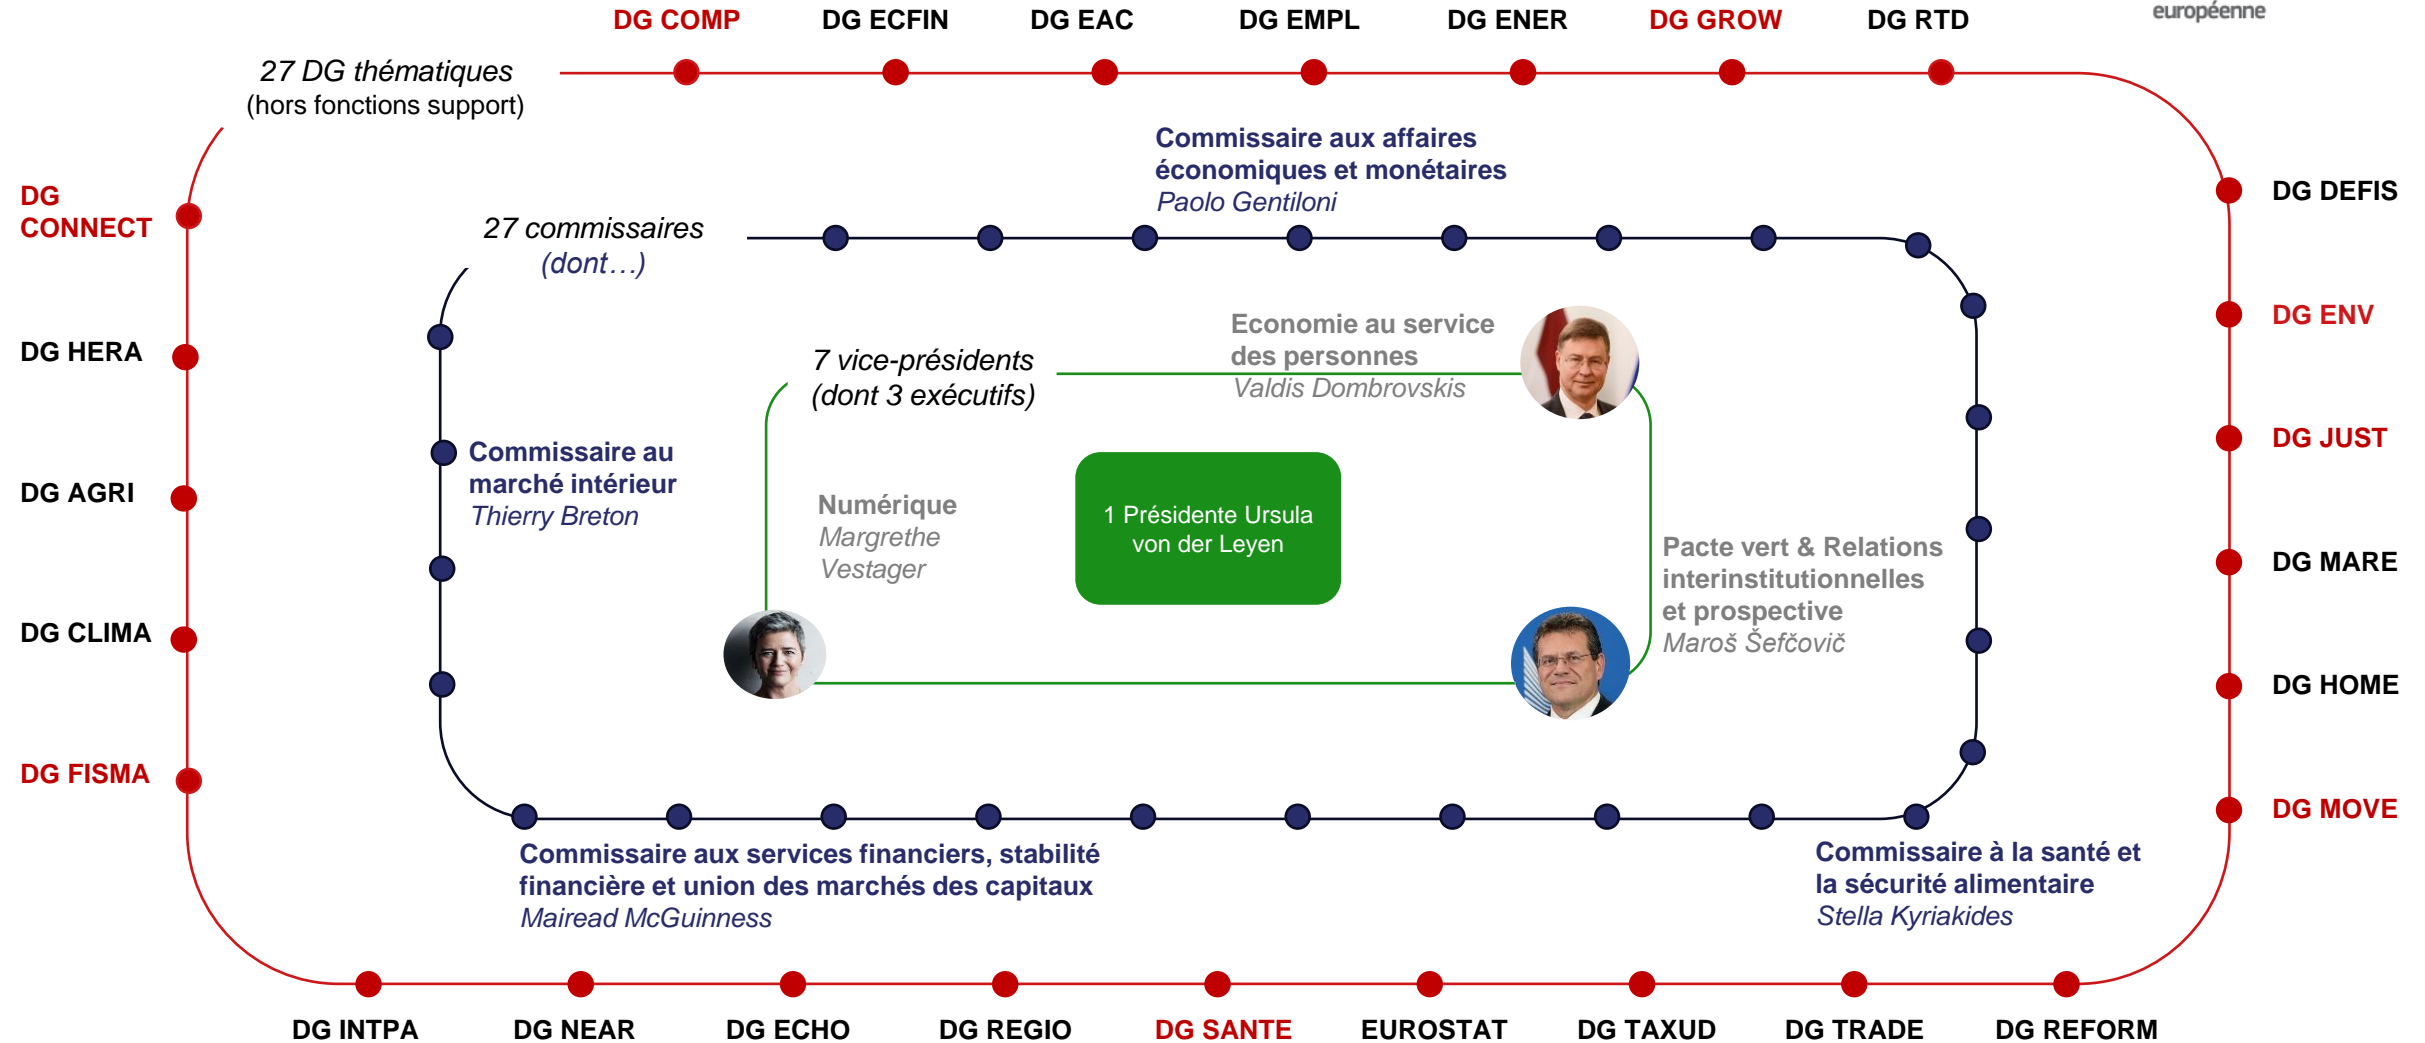 européenne
DG COMP
DG ECFIN
DG EAC
DG EMPL
DG ENER
DG GROW
DG RTD
27 DG thématiques
(hors fonctions support)
Commissaire aux affaires
économiques et monétaires
Paolo Gentiloni
DG
CONNECT
DG DEFIS
27 commissaires
(dont…)
DG ENV
Economie au service
des personnes
Valdis Dombrovskis
7 vice-présidents
(dont 3 exécutifs)
DG HERA
DG JUST
Commissaire au
marché intérieur
Thierry Breton
DG AGRI
Numérique
Margrethe
Vestager
1 Présidente Ursula
von der Leyen
Pacte vert & Relations
interinstitutionnelles
et prospective
Maroš Šefčovič
DG MARE
DG CLIMA
DG HOME
DG FISMA
DG MOVE
Commissaire aux services financiers, stabilité
financière et union des marchés des capitaux
Mairead McGuinness
Commissaire à la santé et
la sécurité alimentaire
Stella Kyriakides
DG INTPA
DG NEAR
DG ECHO
DG REGIO
DG SANTE
EUROSTAT
DG TAXUD
DG TRADE
DG REFORM